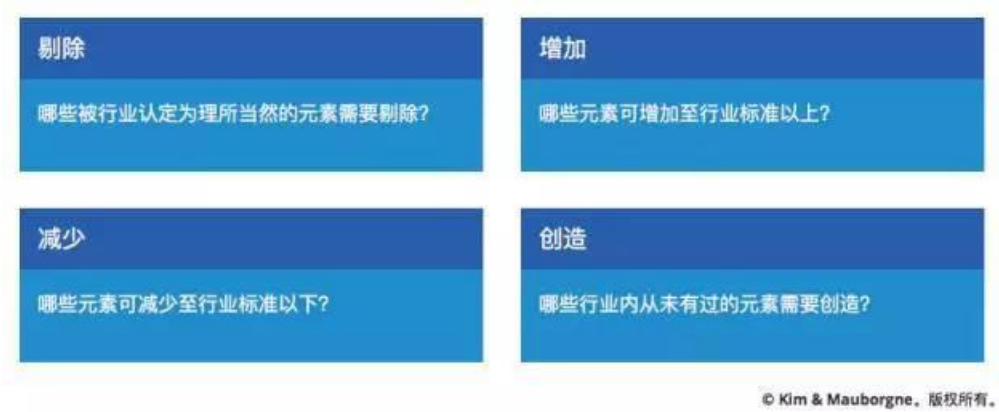 剔除
哪些被行业认定为理所当然的元素需要剔除?
增加
哪些元素可增加至行业标准以上?
减少
哪些元素可减少至行业标准以下?
创造
哪些行业内从未有过的元素需要创造?
© Kim & Mauborgne。版权所有。